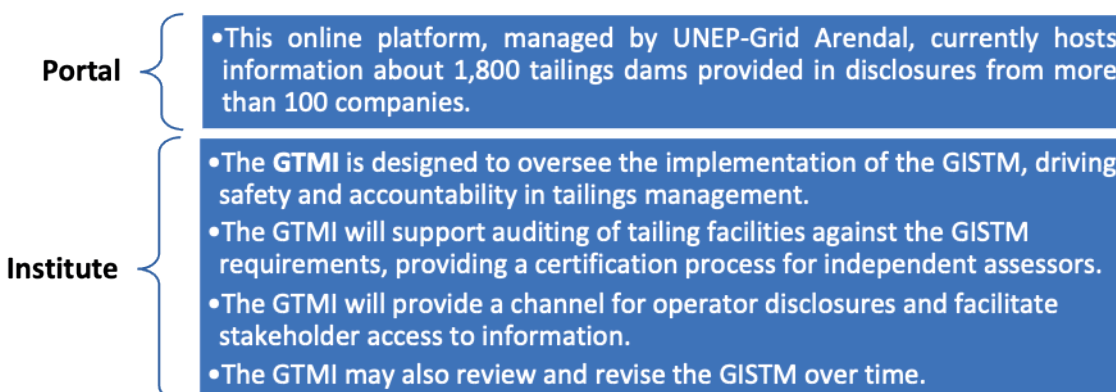 Portal
•This online platform, managed by UNEP-Grid Arendal, currently hosts
information about 1,800 tailings dams provided in disclosures from more
than 100 companies.
Institute
•The GTMI is designed to oversee the implementation of the GISTM, driving
safety and accountability in tailings management.
•The GTMI will support auditing of tailing facilities against the GISTM
requirements, providing a certification process for independent assessors.
•The GTMI will provide a channel for operator disclosures and facilitate
stakeholder access to information.
•The GTMI may also review and revise the GISTM over time.